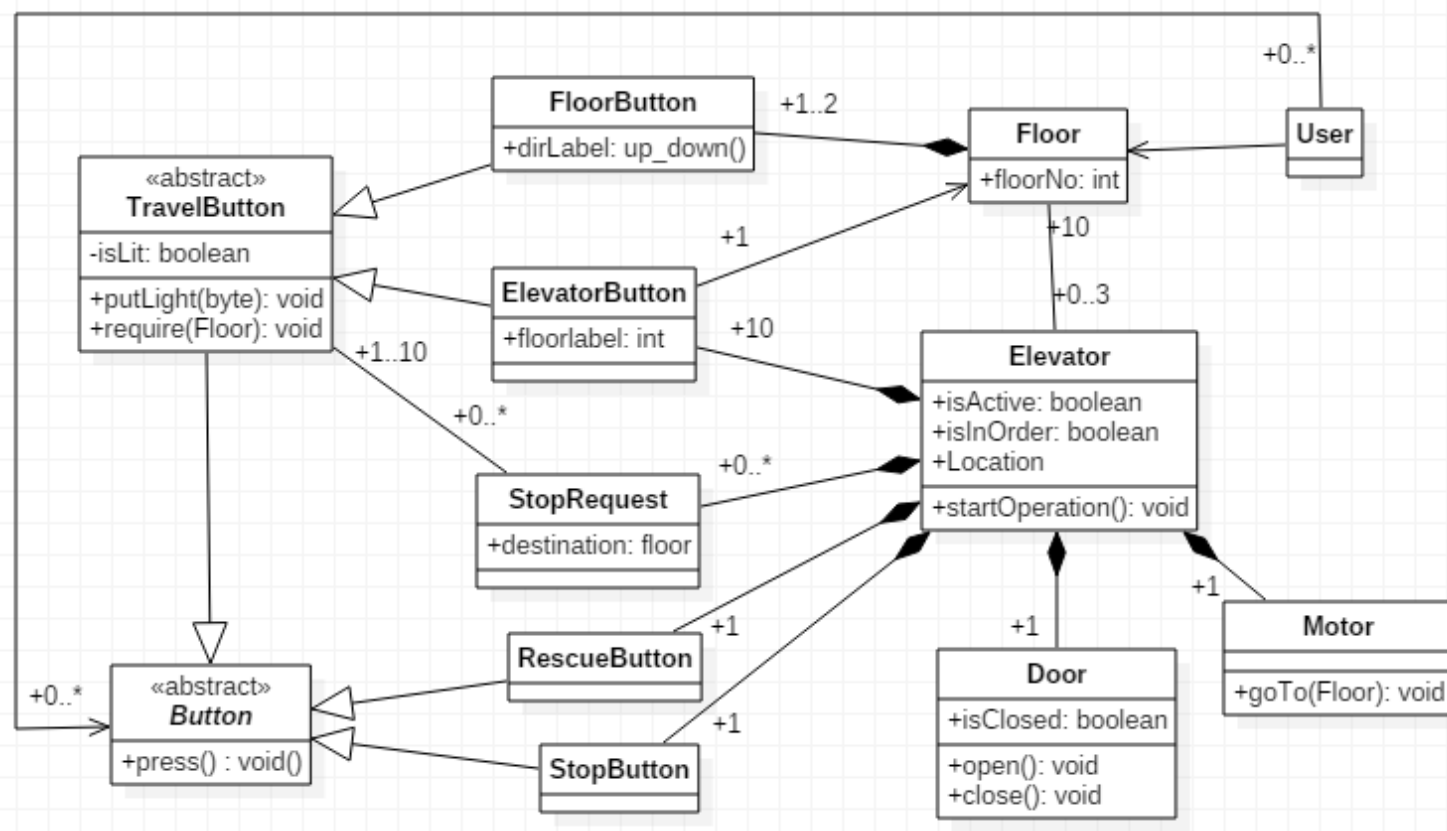 +0..*
FloorButton
+dirLabel: up_down()
+1..2
Floor
+floorNo: int
User
«abstract»
TravelButton
-isLit: boolean
+putLight(byte): void
+require(Floor): void
+1
+10
ElevatorButton
+floorlabel: int
+10
+0..3
+1..10
+0..*
Elevator
+isActive: boolean
+isInOrder: boolean
+Location
+startOperation(): void
+0..*
StopRequest
+destination: floor
+1
RescueButton
+1
StopButton
+1
Door
+isClosed: boolean
+open(): void
+close(): void
+1
Motor
+goTo(Floor): void
+0..*
«abstract»
Button
+press() : void()